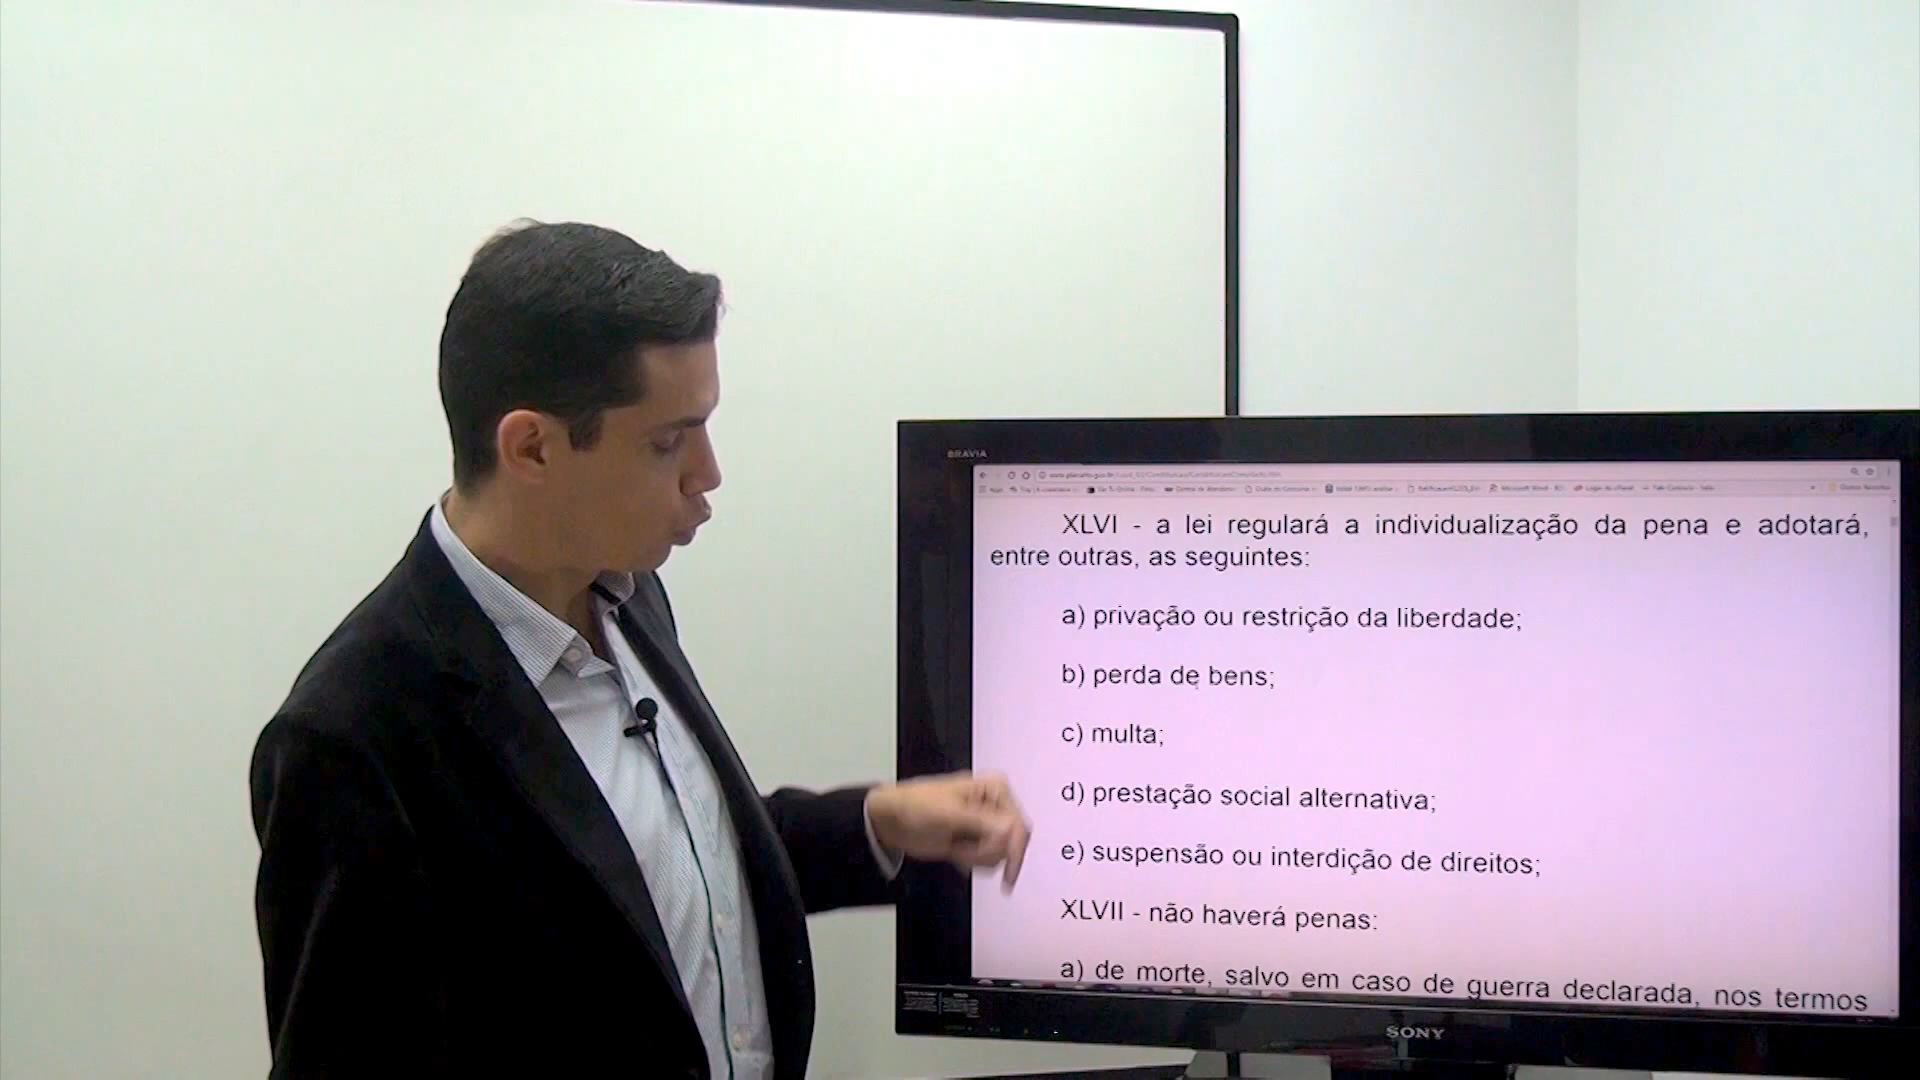 BRAVIA
XLVI - a lei regulará a individualização da pena e adotará,
entre outras, as seguintes:
a) privação ou restrição da liberdade;
b) perda de bens;
c) multa;
d) prestação social alternativa;
e) suspensão ou interdição de direitos;
XLVII - não haverá penas:
a) de morte, salvo em caso de guerra declarada, nos termos
SONY